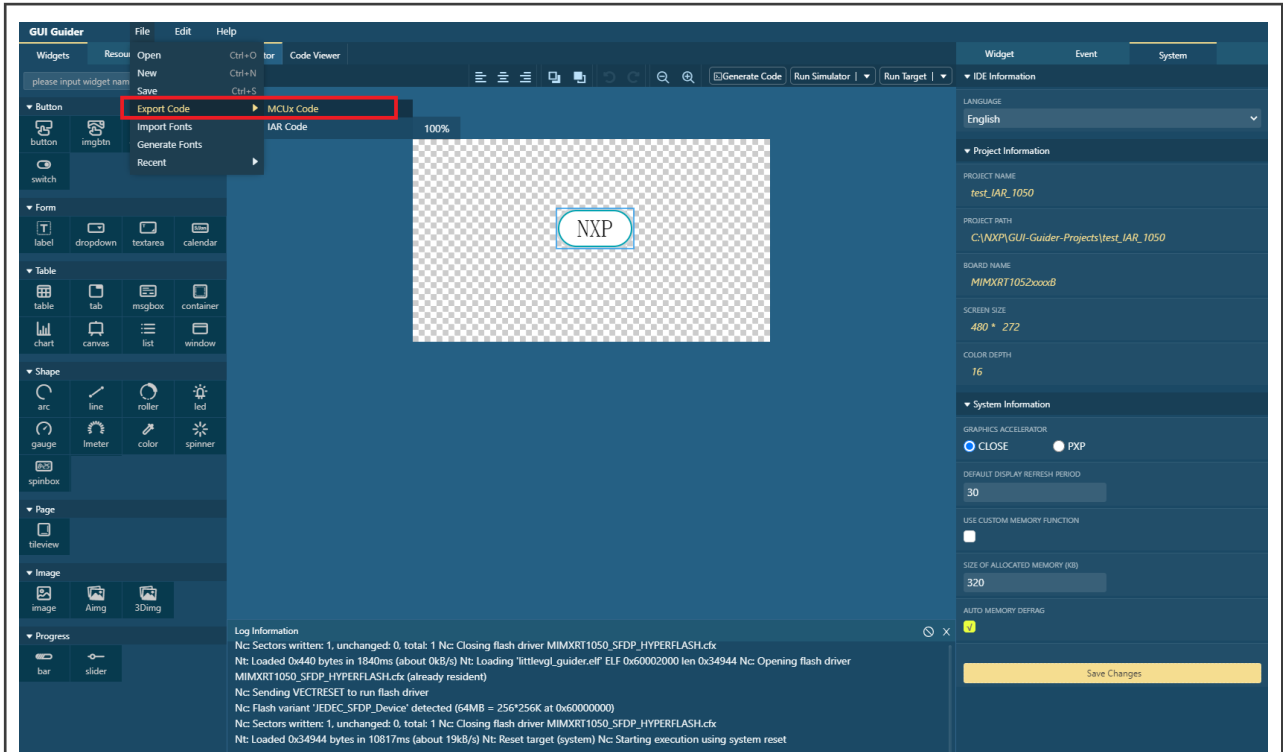 GUI Guider File Edit Help
Widgets Resou tor Code Viewer
please input widget nam
Open Ctrl+O
New Ctrl+N
Save Ctrl+S
Export Code MCUx Code
Import Fonts IAR Code
Generate Fonts
Recent
Generate Code Run Simulator | Run Target |
100%
Button
button imgbtn
switch
Form
label dropdown textarea calendar
Table
table tab msgbox container
chart canvas list window
Shape
arc line roller led
gauge lmeter color spinner
spinbox
Page
tileview
Image
image Aimg 3Dimg
Progress
bar slider
NXP
Log Information
Nc: Sectors written: 1, unchanged: 0, total: 1 Nc: Closing flash driver MIMXRT1050_SFDP_HYPERFLASH.cfx
Nt: Loaded 0x440 bytes in 1840ms (about 0kB/s) Nt: Loading 'littlevgl_guider.elf' ELF 0x60002000 len 0x34944 Nc: Opening flash driver
MIMXRT1050_SFDP_HYPERFLASH.cfx (already resident)
Nc: Sending VECTRESET to run flash driver
Nc: Flash variant 'JEDEC_SFDP_Device' detected (64MB = 256*256K at 0x60000000)
Nc: Sectors written: 1, unchanged: 0, total: 1 Nc: Closing flash driver MIMXRT1050_SFDP_HYPERFLASH.cfx
Nt: Loaded 0x34944 bytes in 10817ms (about 19kB/s) Nt: Reset target (system) Nc: Starting execution using system reset
Widget Event System
IDE Information
LANGUAGE
English
Project Information
PROJECT NAME
test_IAR_1050
PROJECT PATH
C:\NXP\GUI-Guider-Projects\test_IAR_1050
BOARD NAME
MIMXRT1052xxxxB
SCREEN SIZE
480 * 272
COLOR DEPTH
16
System Information
GRAPHICS ACCELERATOR
CLOSE PXP
DEFAULT DISPLAY REFRESH PERIOD
30
USE CUSTOM MEMORY FUNCTION
SIZE OF ALLOCATED MEMORY (KB)
320
AUTO MEMORY DEFRAG
Save Changes